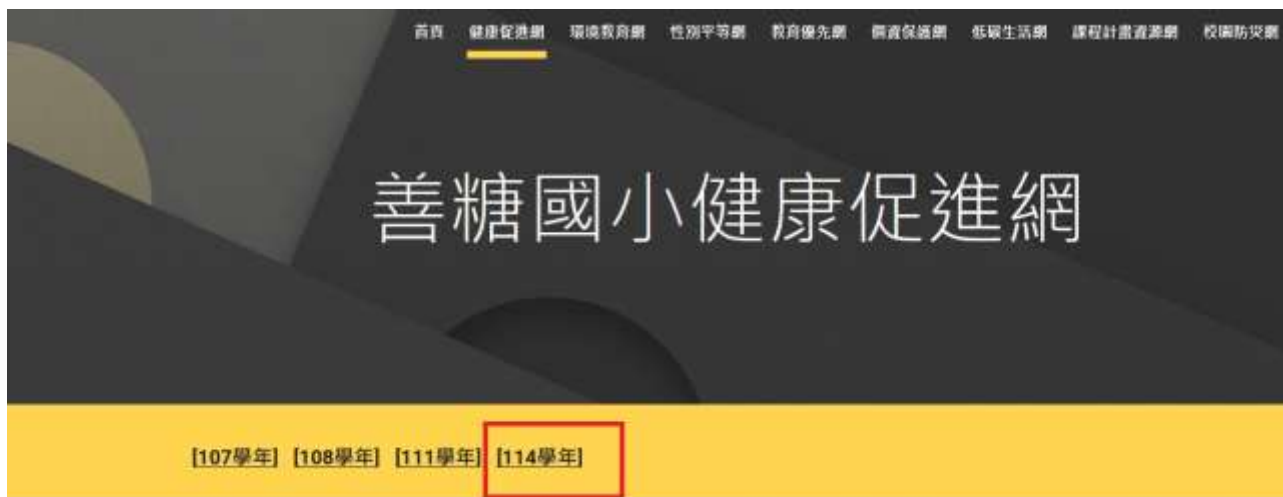 首頁 健康促進網 環境教育網 性別平等網 教育優先網 個資保護網 低碳生活網 課程計畫資源網 校園防災網
善糖國小健康促進網
[107學年] [108學年] [111學年] [114學年]